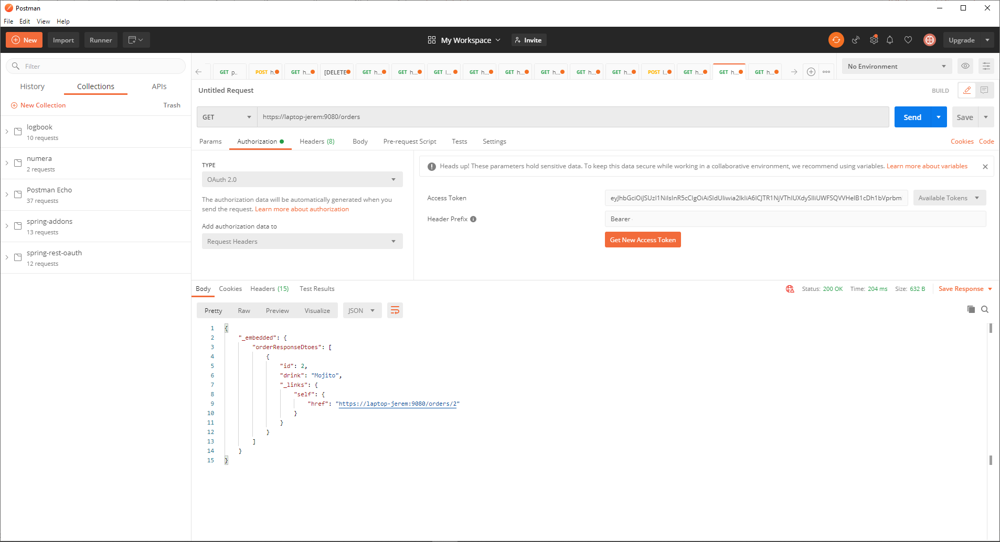 Postman
File Edit View Help
New Import Runner My Workspace Invite Upgrade
Filter
History Collections APIs
New Collection Trash
logbook
10 requests
numera
2 requests
Postman Echo
37 requests
spring-addons
13 requests
spring-rest-oauth
12 requests
GET p.. POST h. GET h... [DELETE GET h... GET h... GET l... GET h... GET h... GET h... GET h... GET h... POST l... GET h... GET h... GET h...
No Environment
Untitled Request
BUILD
GET https://laptop-jerem:9080/orders Send Save
Params Authorization Headers (8) Body Pre-request Script Tests Settings Cookies Code
TYPE
OAuth 2.0
The authorization data will be automatically generated when you
send the request. Learn more about authorization
Add authorization data to
Request Headers
Heads up! These parameters hold sensitive data. To keep this data secure while working in a collaborative environment, we recommend using variables. Learn more about variables
Access Token Available Tokens
Header Prefix Bearer
Get New Access Token
Body Cookies Headers (15) Test Results Status: 200 OK Time: 204 ms Size: 632 B Save Response
Pretty Raw Preview Visualize JSON
1 {
2 "_embedded": {
3 "orderResponseDtoes": [
4 {
5 "id": 2,
6 "drink": "Mojito",
7 "_links": {
8 "self": {
9 "href": "https://laptop-jerem:9080/orders/2"
10 }
11 }
12 }
13 ]
14 }
15 }